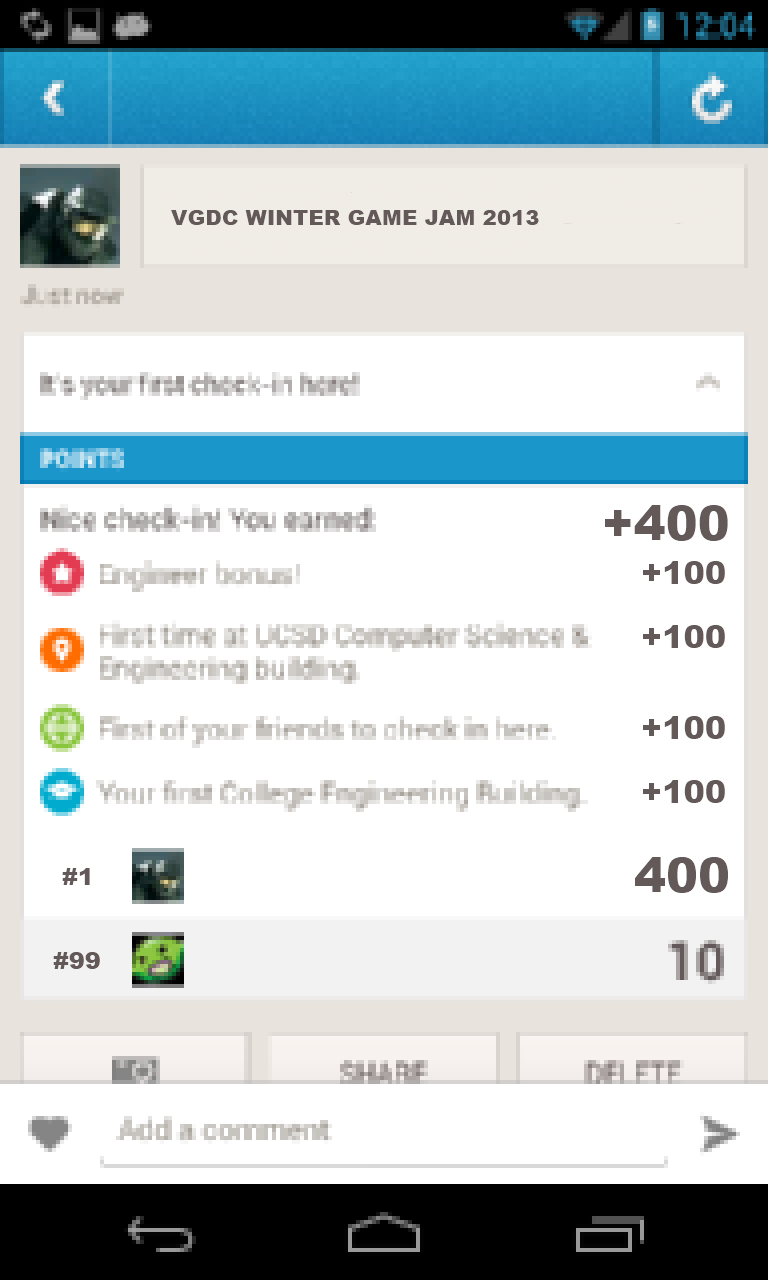 12:04
VGDC WINTER GAME JAM 2013
Just now
It's your first check-in here!
POINTS
Nice check-in! You earned: +400
Engineer bonus! +100
First time at UCSD Computer Science & +100
Engineering building.
First of your friends to check in here. +100
Your first College Engineering Building. +100
#1 400
#99 10
SHARE DELETE
Add a comment